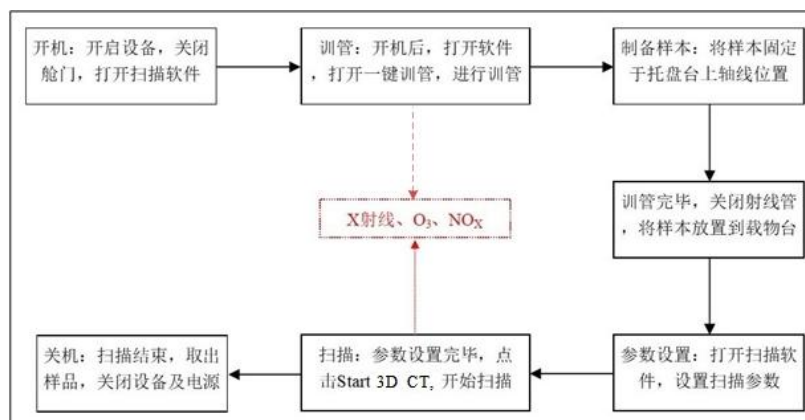 开机：开启设备，关闭
舱门，打开扫描软件
训管：开机后，打开软件
，打开一键训管，进行训管
制备样本：将样本固定
于托盘台上轴线位置
X射线、O₃、NOX
训管完毕，关闭射线管
，将样本放置到载物台
关机：扫描结束，取出
样品，关闭设备及电源
扫描：参数设置完毕，点
击Start 3D CT, 开始扫描
参数设置：打开扫描软
件，设置扫描参数